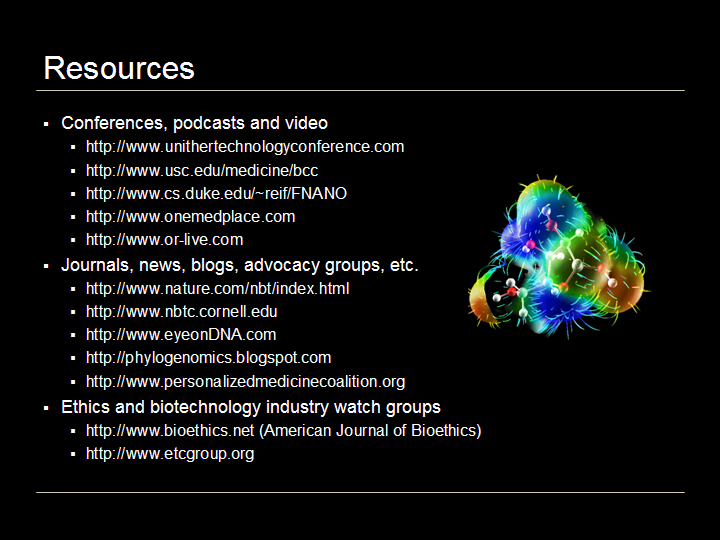 Resources
Conferences, podcasts and video
http://www.unithertechnologyconference.com
http://www.usc.edu/medicine/bcc
http://www.cs.duke.edu/~reif/FNANO
http://www.onemedplace.com
http://www.or-live.com
Journals, news, blogs, advocacy groups, etc.
http://www.nature.com/nbt/index.html
http://www.nbtc.cornell.edu
http://www.eyeonDNA.com
http://phylogenomics.blogspot.com
http://www.personalizedmedicinecoalition.org
Ethics and biotechnology industry watch groups
http://www.bioethics.net (American Journal of Bioethics)
http://www.etcgroup.org